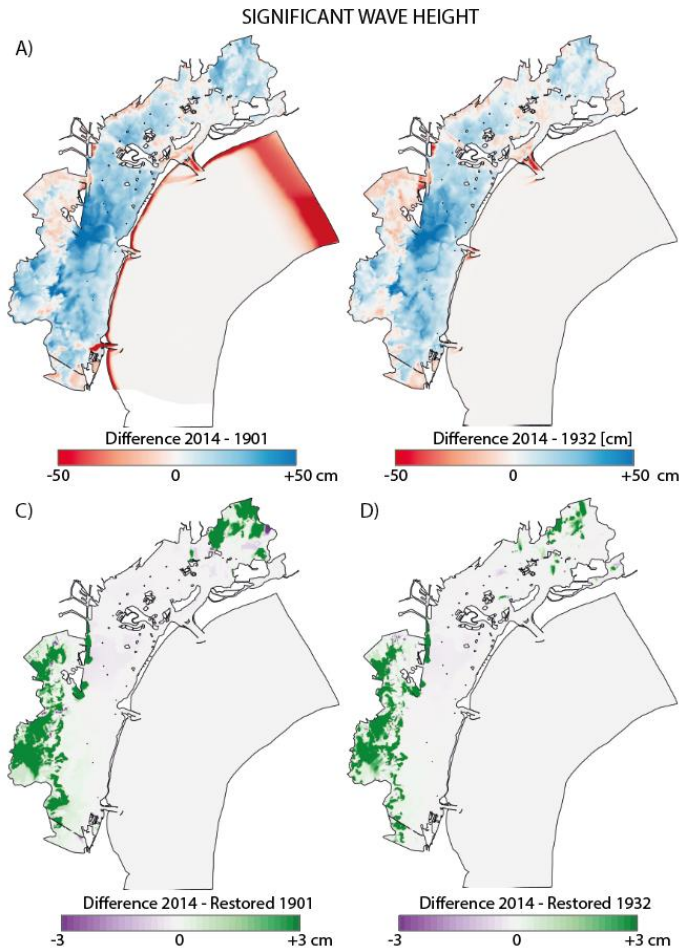 SIGNIFICANT WAVE HEIGHT
A)
Difference 2014 - 1901
-50 0 +50 cm
Difference 2014 - 1932 [cm]
-50 0 +50 cm
C)
Difference 2014 - Restored 1901
-3 0 +3 cm
D)
Difference 2014 - Restored 1932
-3 0 +3 cm